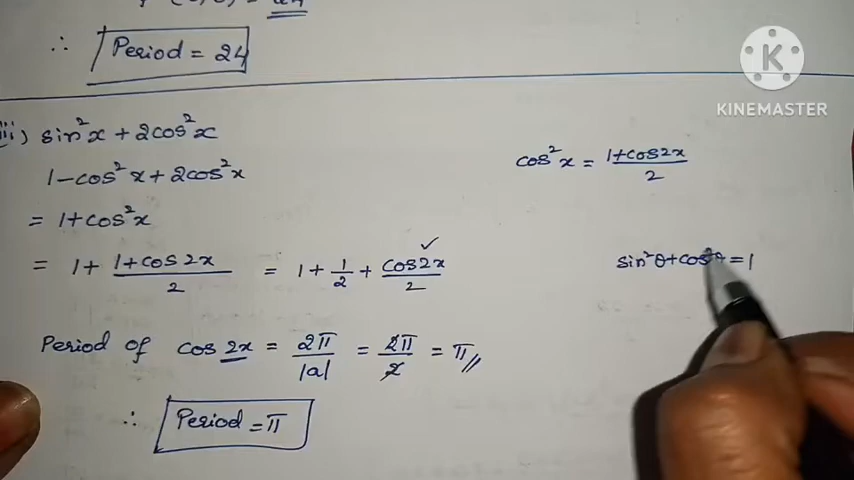 ∴ Period = 24
iii) sin²x + 2cos²x
1 - cos²x + 2cos²x
= 1 + cos²x
= 1 + (1 + cos 2x)/2 = 1 + 1/2 + cos2x/2 ✓
Period of cos 2x = 2π/|a| = 2π/2 = π
∴ Period = π
cos²x = (1 + cos2x)/2
sin²θ + cos²θ = 1
K
KINEMASTER